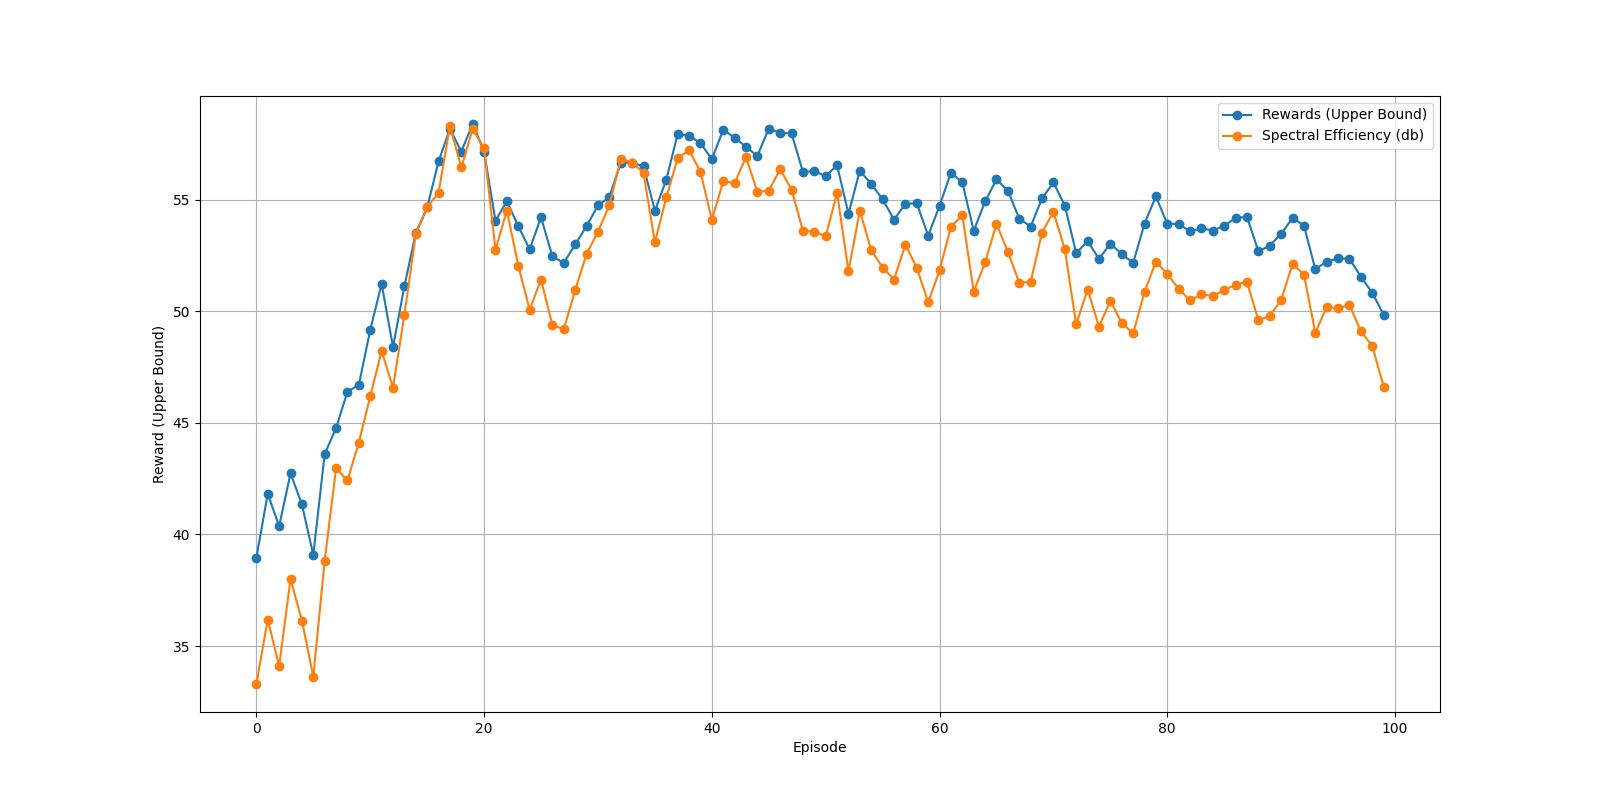 Rewards (Upper Bound)
Spectral Efficiency (db)
Reward (Upper Bound)
55
50
45
40
35
0 20 40 60 80 100
Episode